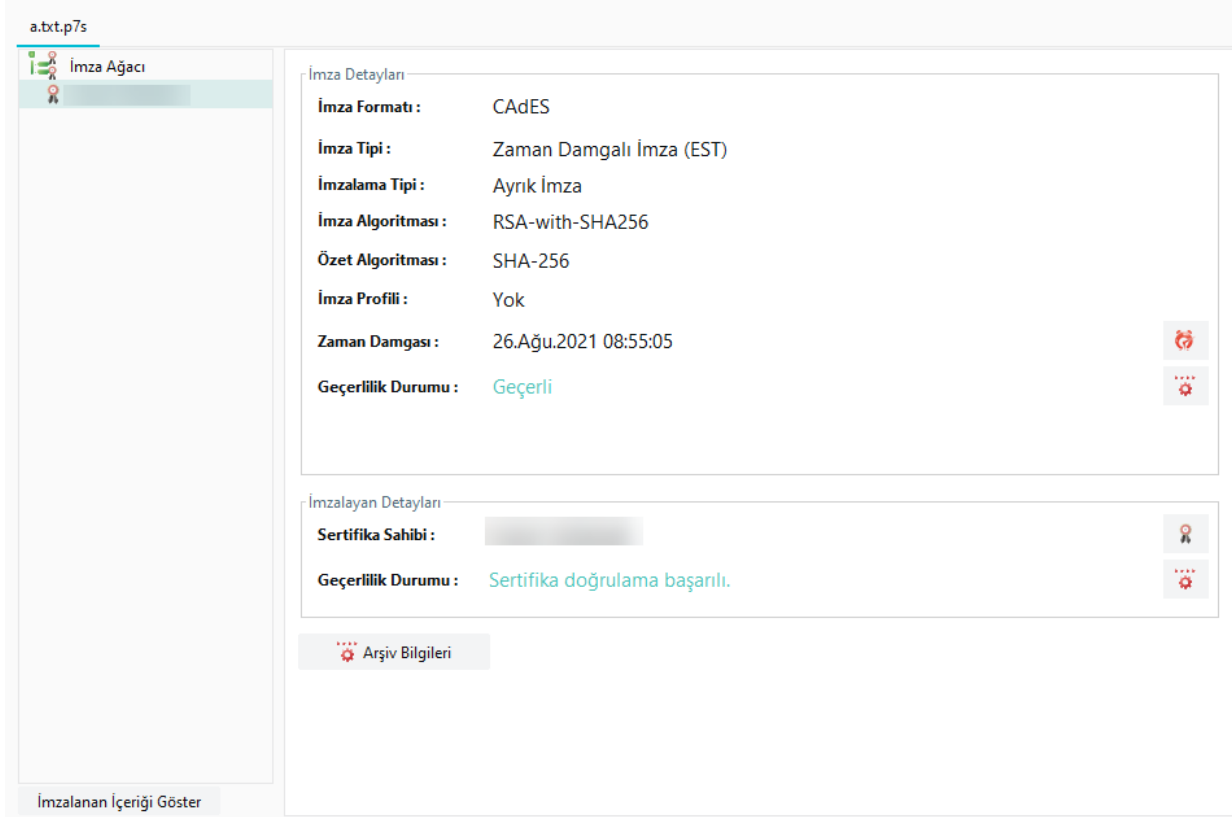 a.txt.p7s
İmza Ağacı
İmza Detayları
İmza Formatı : CAdES
İmza Tipi : Zaman Damgalı İmza (EST)
İmzalama Tipi : Ayrık İmza
İmza Algoritması : RSA-with-SHA256
Özet Algoritması : SHA-256
İmza Profili : Yok
Zaman Damgası : 26.Ağu.2021 08:55:05
Geçerlilik Durumu : Geçerli
İmzalayan Detayları
Sertifika Sahibi :
Geçerlilik Durumu : Sertifika doğrulama başarılı.
Arşiv Bilgileri
İmzalanan İçeriği Göster